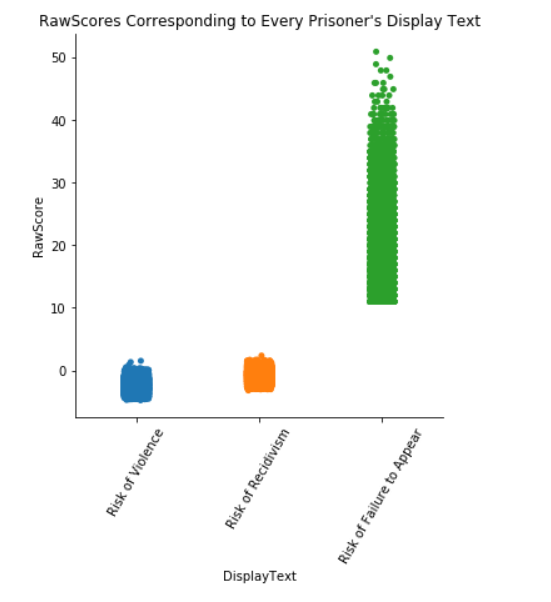 RawScores Corresponding to Every Prisoner's Display Text
50
40
30
20
10
0
RawScore
Risk of Violence
Risk of Recidivism
Risk of Failure to Appear
DisplayText